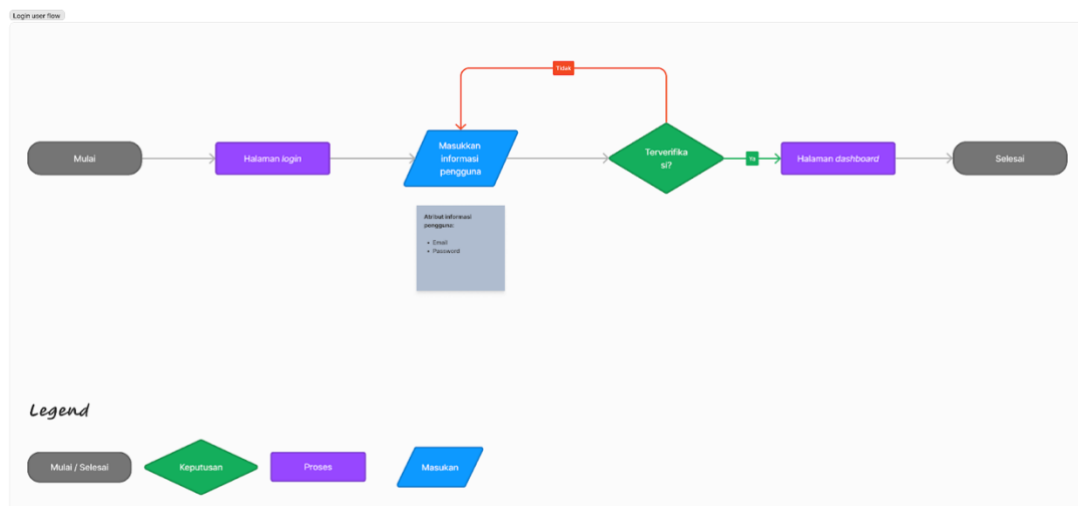 Login user flow
Tidak
Mulai
Halaman login
Masukkan
informasi
pengguna
Terverifika
si?
Ya
Halaman dashboard
Selesai
Atribut informasi
pengguna:
• Email
• Password
Legend
Mulai / Selesai
Keputusan
Proses
Masukan